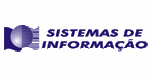 SISTEMAS DE
INFORMAÇÃO